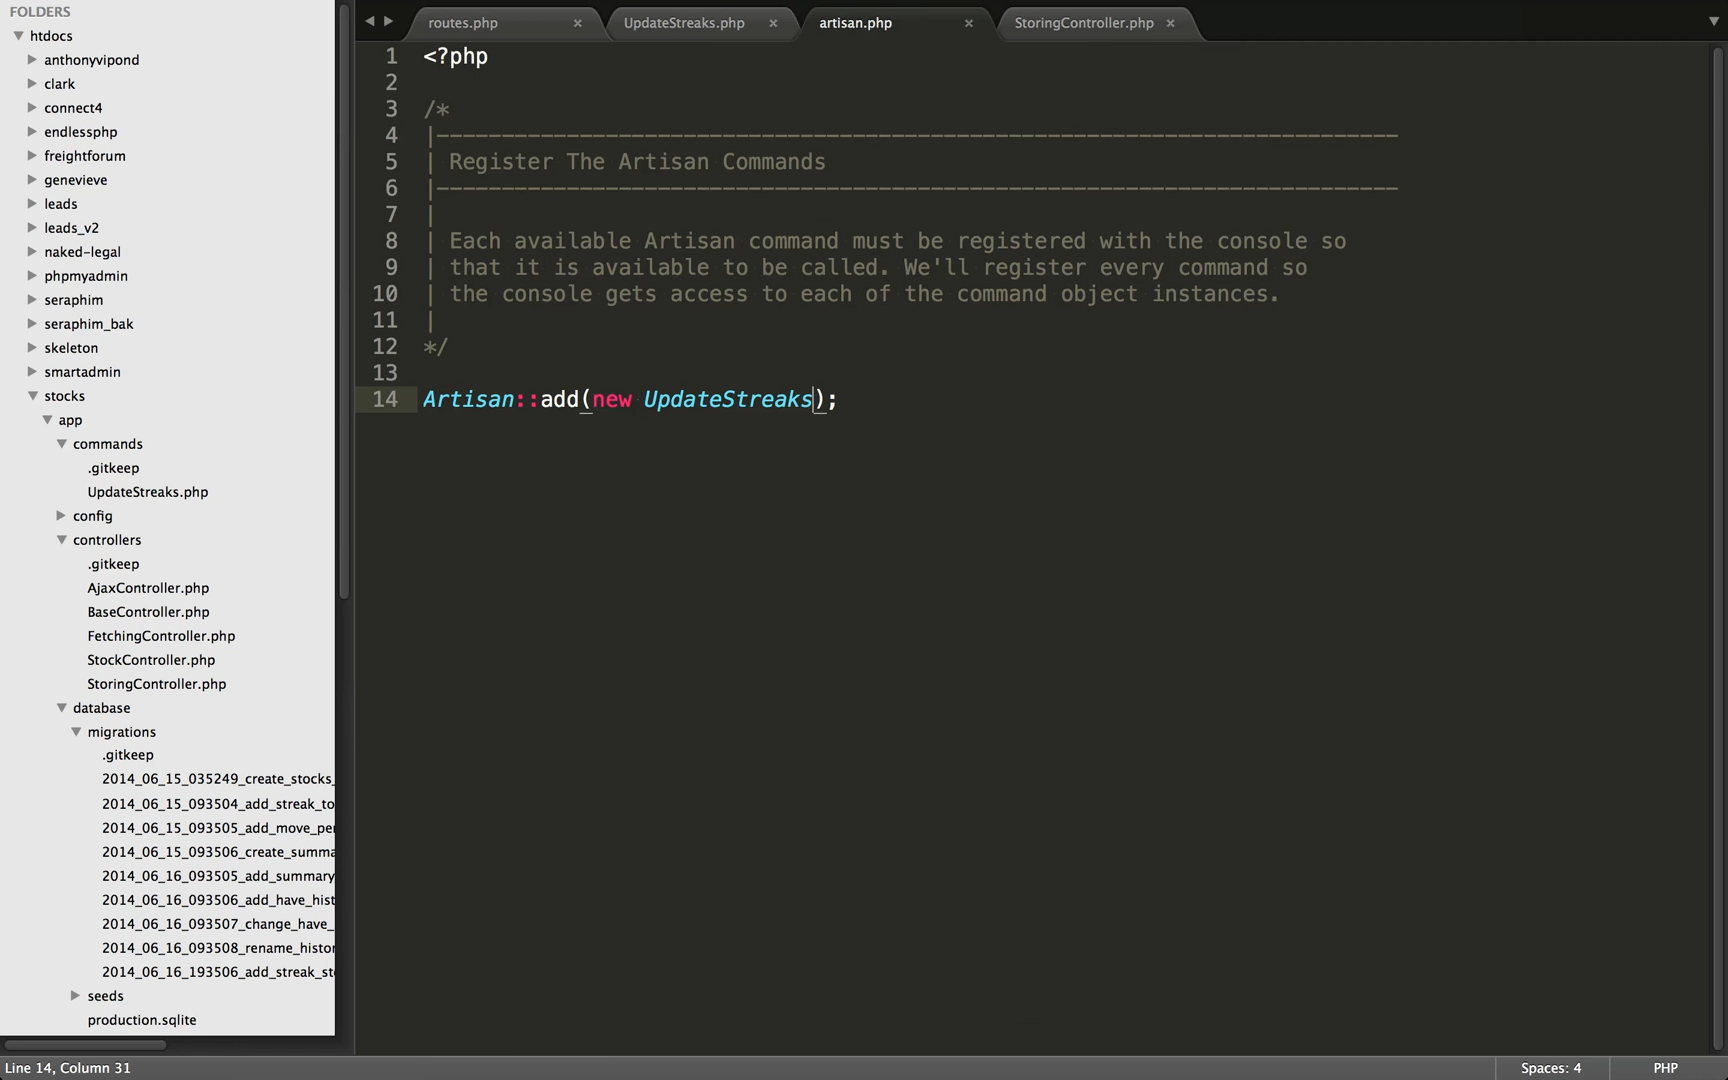 FOLDERS
htdocs
anthonyvipond
clark
connect4
endlessphp
freightforum
genevieve
leads
leads_v2
naked-legal
phpmyadmin
seraphim
seraphim_bak
skeleton
smartadmin
stocks
app
commands
.gitkeep
UpdateStreaks.php
config
controllers
.gitkeep
AjaxController.php
BaseController.php
FetchingController.php
StockController.php
StoringController.php
database
migrations
.gitkeep
2014_06_15_035249_create_stocks_
2014_06_15_093504_add_streak_to
2014_06_15_093505_add_move_per
2014_06_15_093506_create_summa
2014_06_16_093505_add_summary
2014_06_16_093506_add_have_hist
2014_06_16_093507_change_have_
2014_06_16_093508_rename_histor
2014_06_16_193506_add_streak_st
seeds
production.sqlite
routes.php × UpdateStreaks.php × artisan.php × StoringController.php ×
1 <?php
2
3 /*
4 |--------------------------------------------------------------------------
5 | Register The Artisan Commands
6 |--------------------------------------------------------------------------
7 |
8 | Each available Artisan command must be registered with the console so
9 | that it is available to be called. We'll register every command so
10 | the console gets access to each of the command object instances.
11 |
12 */
13
14 Artisan::add(new UpdateStreaks);
Line 14, Column 31 Spaces: 4 PHP